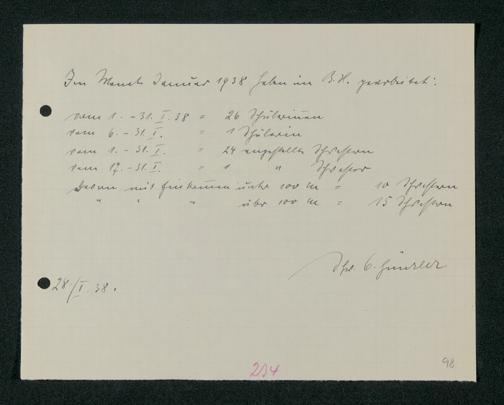 Im Monat Januar 1938 haben im B.H. gearbeitet:
vom 1. - 31. I. 38 = 26 Schülerinnen
vom 6. - 31. I. = 1 Schülerin
vom 1. - 31. I. = 24 angestellte Schwestern
vom 17. - 31. I. = 1 " Schwester
Davon mit Einkommen unter 100 M = 10 Schwestern
" " " über 100 M = 15 Schwestern
28/I. 38.
Schw.
234
98